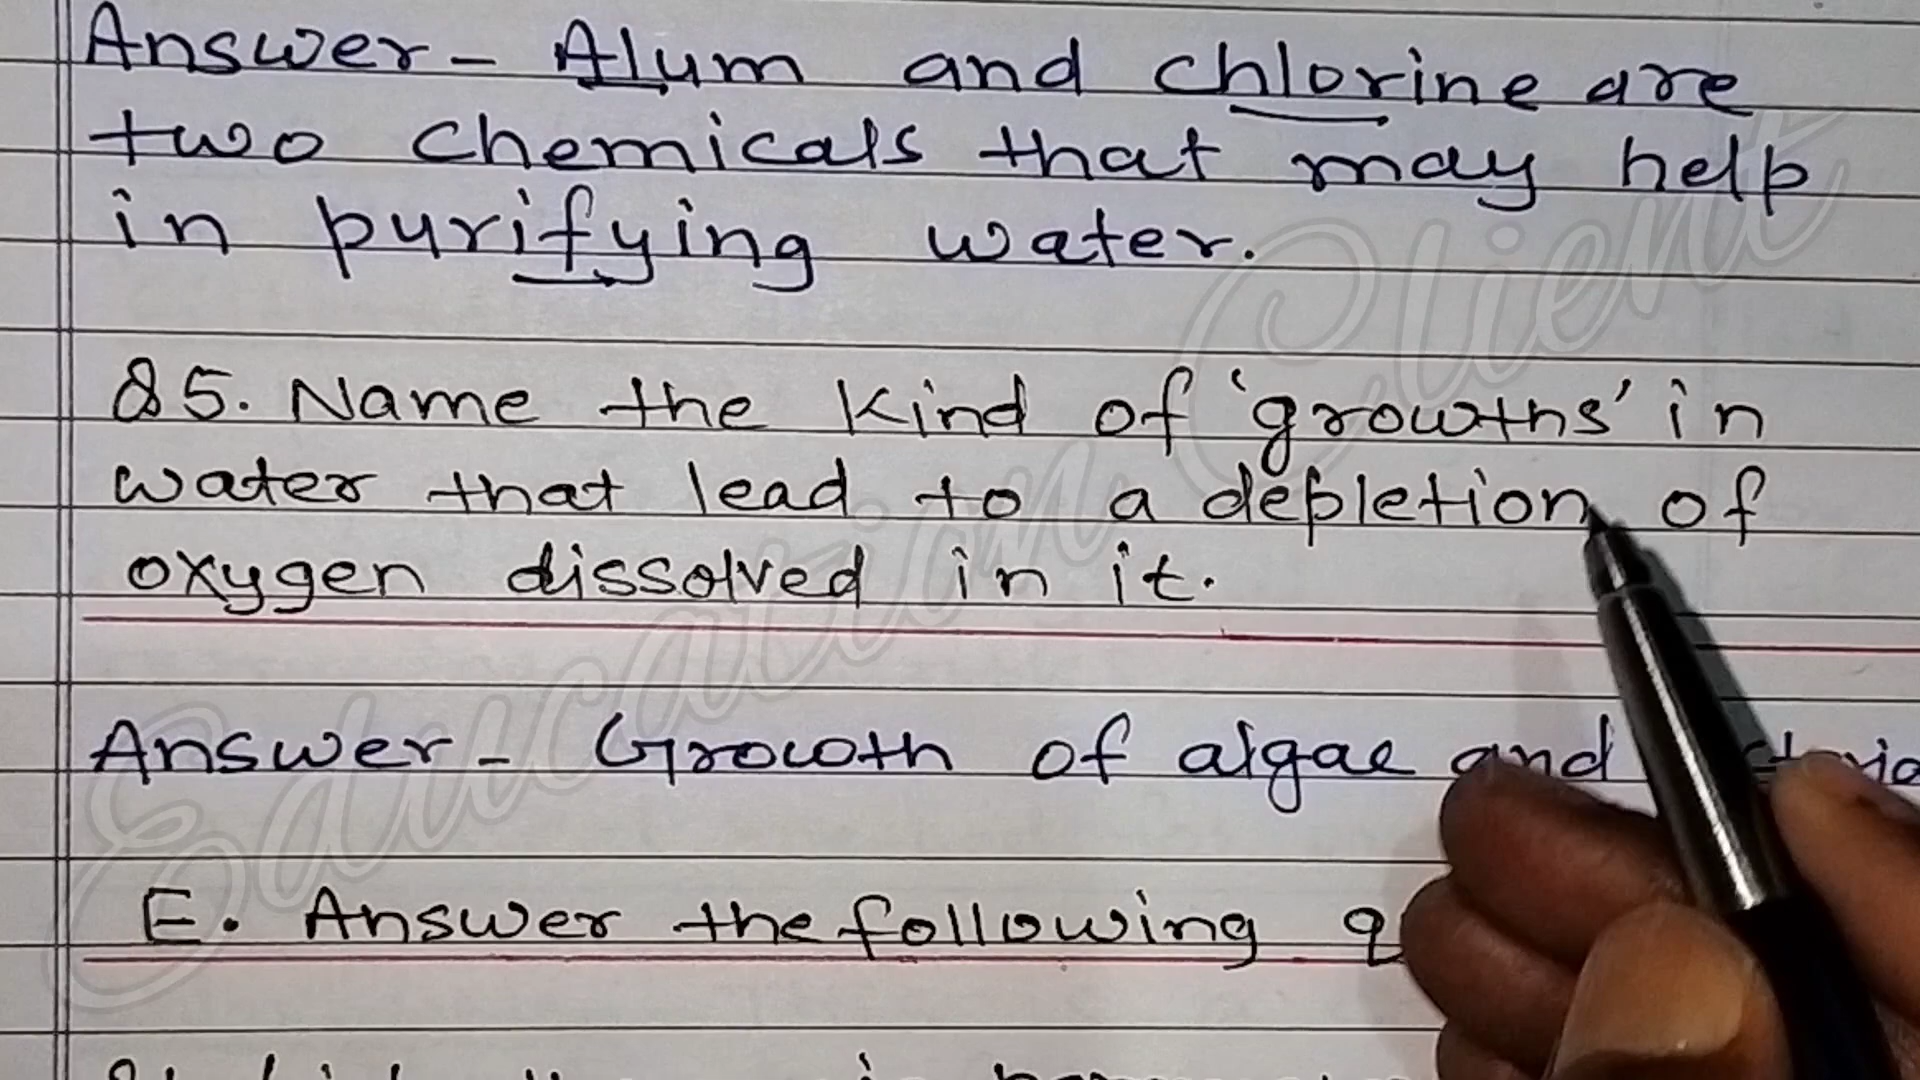 Answer - Alum and chlorine are
two chemicals that may help
in purifying water.
Q5. Name the kind of 'growths' in
water that lead to a depletion of
oxygen dissolved in it.
Answer - Growth of algae and
E. Answer the following
Education Client